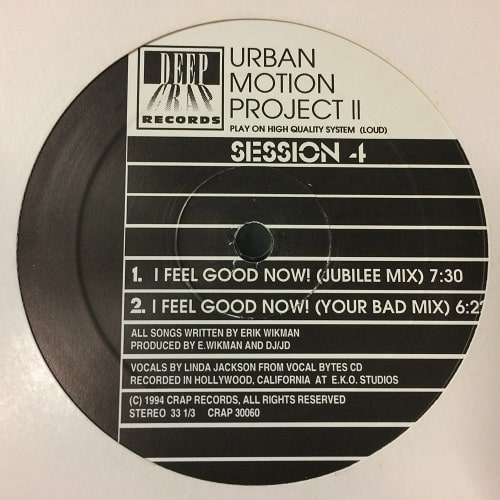 DEEP
CRAP
RECORDS
URBAN
MOTION
PROJECT II
PLAY ON HIGH QUALITY SYSTEM (LOUD)
SESSION 4
1. I FEEL GOOD NOW! (JUBILEE MIX) 7:30
2. I FEEL GOOD NOW! (YOUR BAD MIX)
ALL SONGS WRITTEN BY ERIK WIKMAN
PRODUCED BY E.WIKMAN AND DJ/JD
VOCALS BY LINDA JACKSON FROM VOCAL BYTES CD
RECORDED IN HOLLYWOOD, CALIFORNIA AT E.K.O. STUDIOS
(C) 1994 CRAP RECORDS, ALL RIGHTS RESERVED
STEREO 33 1/3 CRAP 30060